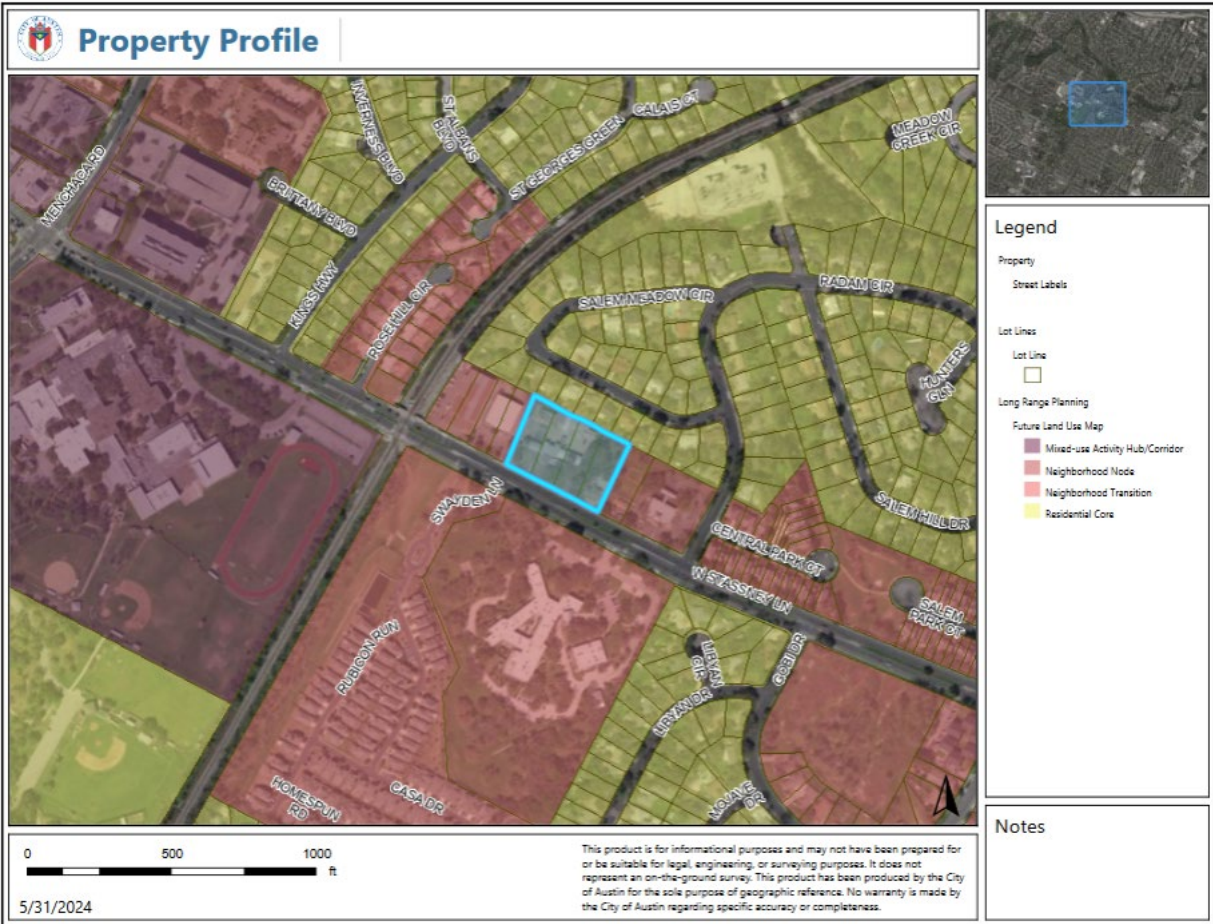 CITY OF AUSTIN
Property Profile
MENCHACA RD
INVERNESS BLVD
ST ALBANS BLVD
ST GEORGES GREEN
CALAIS CT
MEADOW CREEK CIR
BRITTANY BLVD
KINGS HWY
ROSE HILL CIR
SALEM MEADOW CIR
RADAM CIR
HUNTERS GLN
SWAYDEN LN
SALEM HILL DR
CENTRAL PARK CT
W STASSNEY LN
SALEM PARK CT
RUBICON RUN
LIBYAN CIR
GOBI DR
LIBYAN DR
HOMESPUN RD
CASA DR
MOJAVE DR
Legend
Property
Street Labels
Lot Lines
Lot Line
Long Range Planning
Future Land Use Map
Mixed-use Activity Hub/Corridor
Neighborhood Node
Neighborhood Transition
Residential Core
Notes
0 500 1000
ft
5/31/2024
This product is for informational purposes and may not have been prepared for
or be suitable for legal, engineering, or surveying purposes. It does not
represent an on-the-ground survey. This product has been produced by the City
of Austin for the sole purpose of geographic reference. No warranty is made by
the City of Austin regarding specific accuracy or completeness.